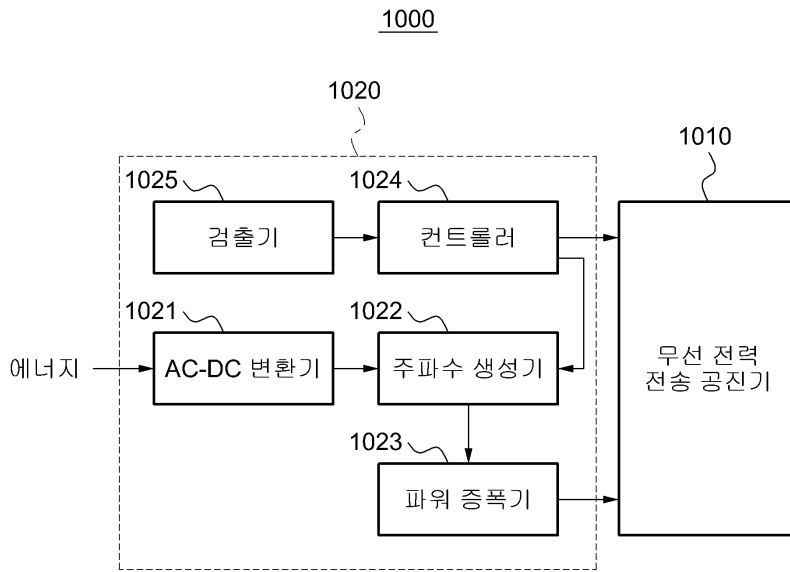 1000
1020
1010
1025
1024
검출기
컨트롤러
1021
1022
에너지
AC-DC 변환기
주파수 생성기
무선 전력
전송 공진기
1023
파워 증폭기